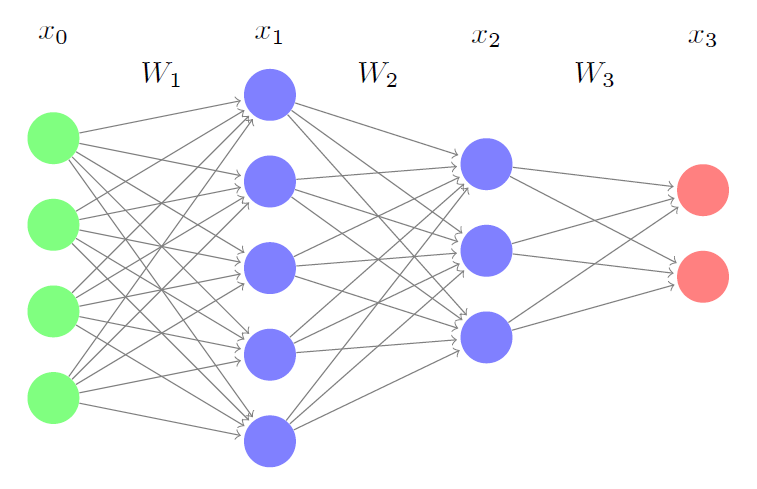 x₀ x₁ x₂ x₃
W₁ W₂ W₃